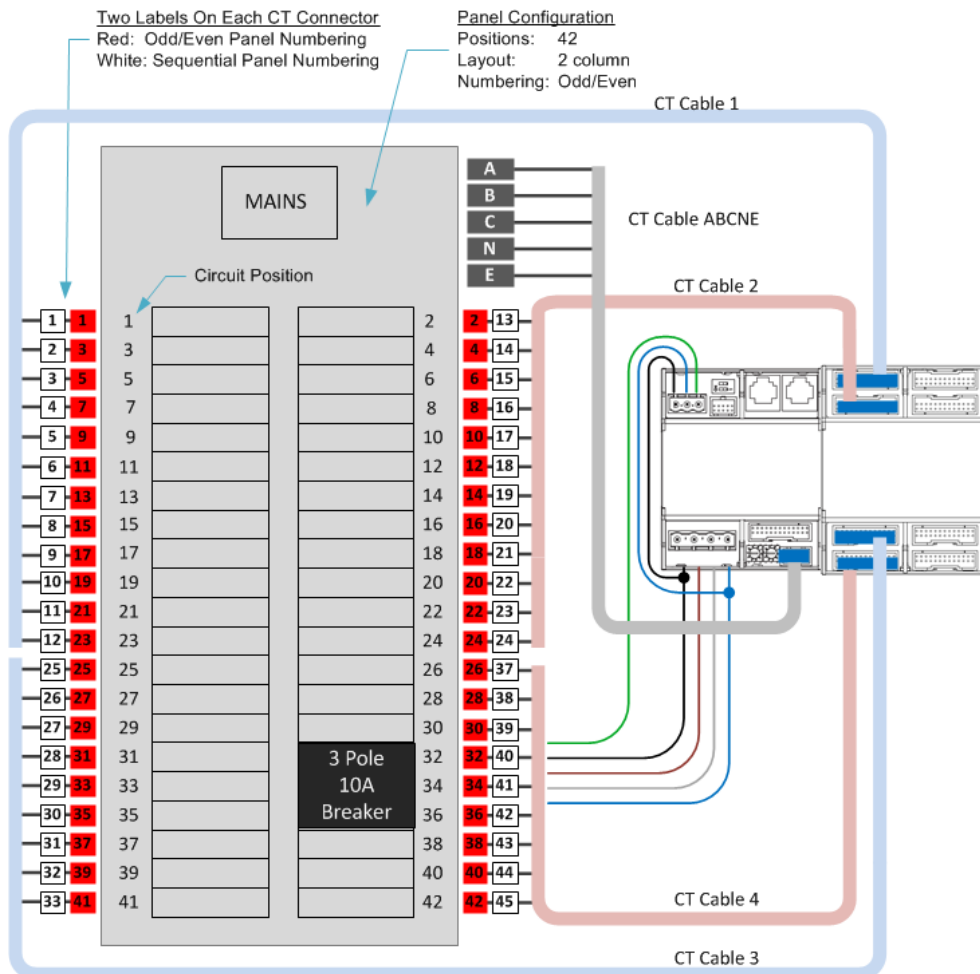 Two Labels On Each CT Connector
Red: Odd/Even Panel Numbering
White: Sequential Panel Numbering
Panel Configuration
Positions: 42
Layout: 2 column
Numbering: Odd/Even
CT Cable 1
MAINS
A
B
C
N
E
CT Cable ABCNE
Circuit Position
CT Cable 2
1 1 1 2 2 13
2 3 3 4 4 14
3 5 5 6 6 15
4 7 7 8 8 16
5 9 9 10 10 17
6 11 11 12 12 18
7 13 13 14 14 19
8 15 15 16 16 20
9 17 17 18 18 21
10 19 19 20 20 22
11 21 21 22 22 23
12 23 23 24 24 24
25 25 25 26 26 37
26 27 27 28 28 38
27 29 29 30 30 39
28 31 31 3 Pole 32 32 40
29 33 33 10A 34 34 41
30 35 35 Breaker 36 36 42
31 37 37 38 38 43
32 39 39 40 40 44
33 41 41 42 42 45
CT Cable 4
CT Cable 3